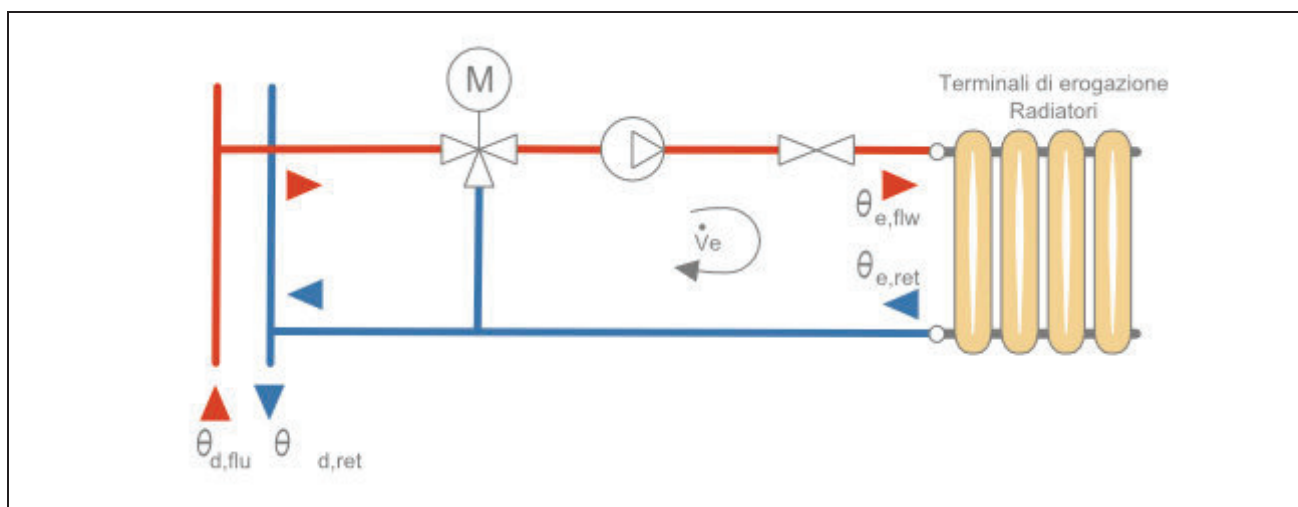 M
Terminali di erogazione
Radiatori
θe,flw
V̇e
θe,ret
θd,flu θ d,ret